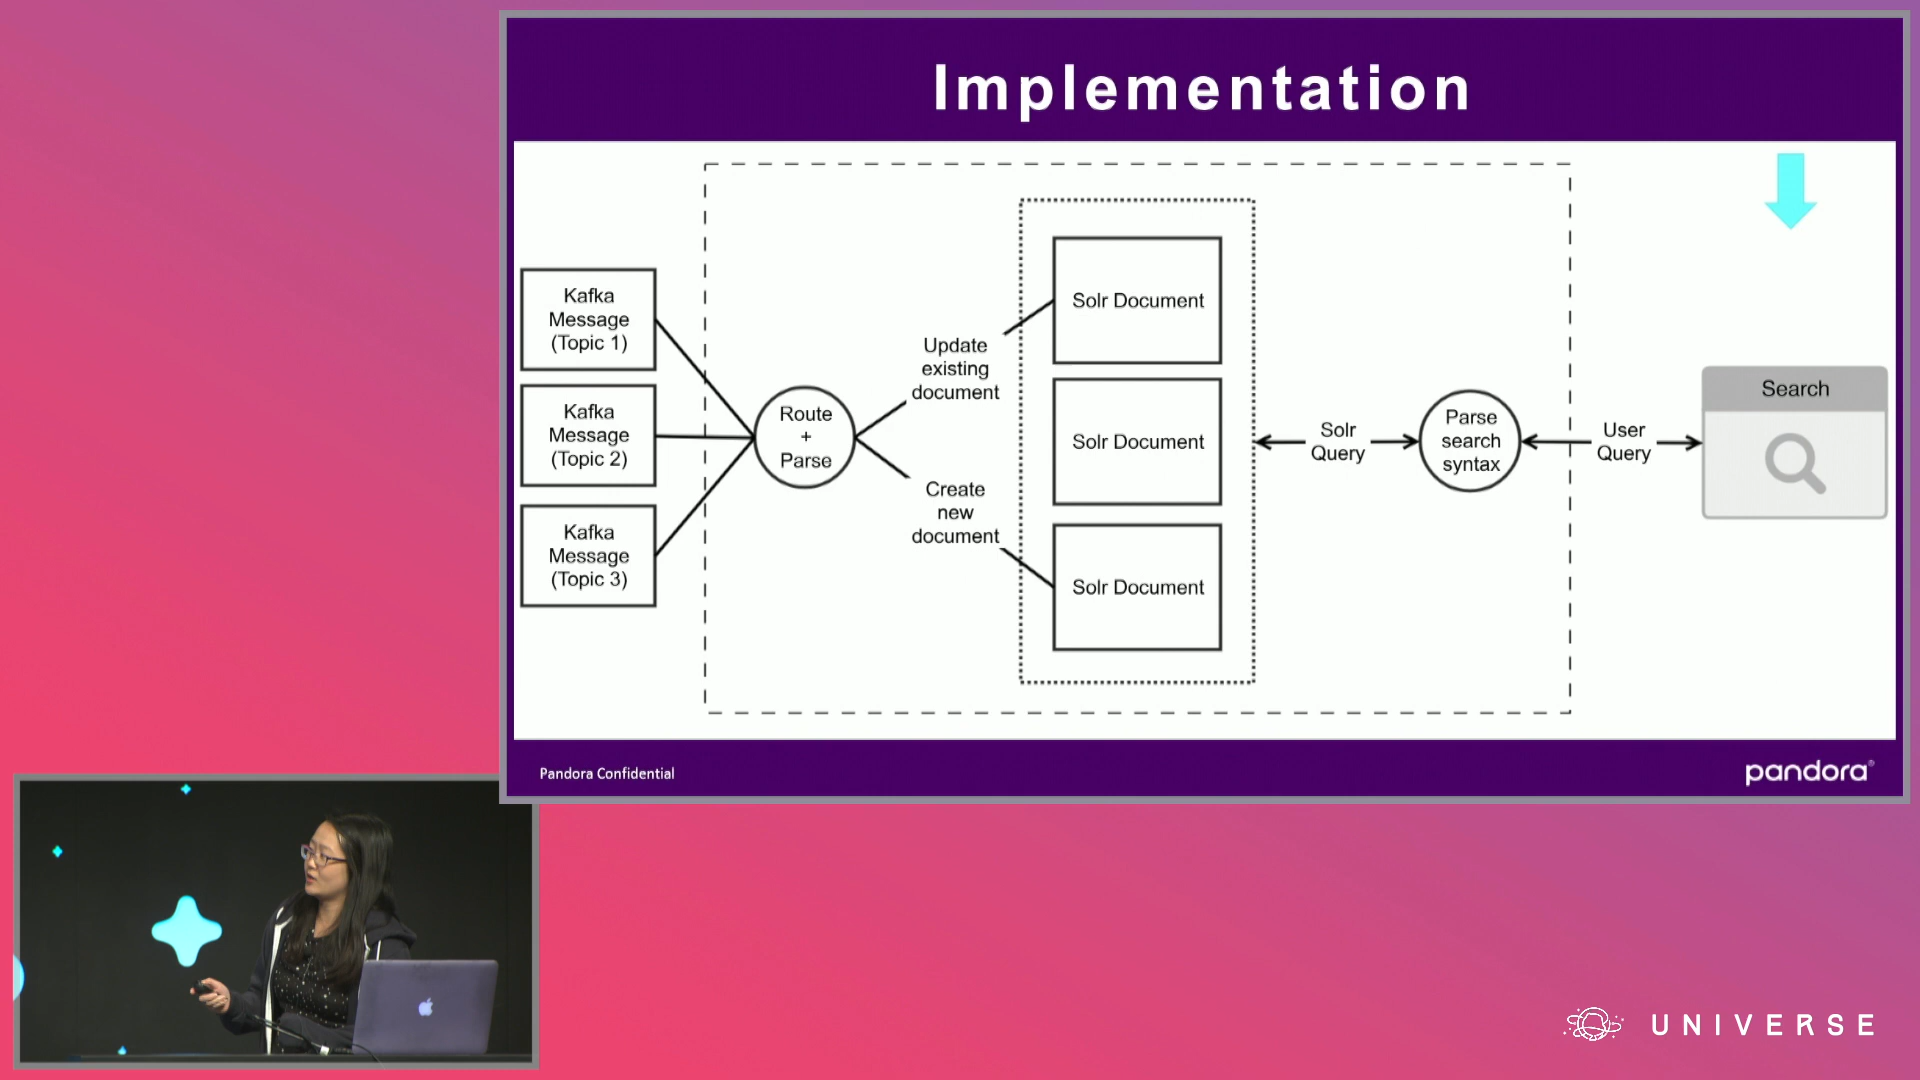 Implementation
Kafka
Message
(Topic 1)
Kafka
Message
(Topic 2)
Kafka
Message
(Topic 3)
Route
+
Parse
Update
existing
document
Create
new
document
Solr Document
Solr Document
Solr Document
Solr
Query
Parse
search
syntax
User
Query
Search
Pandora Confidential
pandora®
UNIVERSE